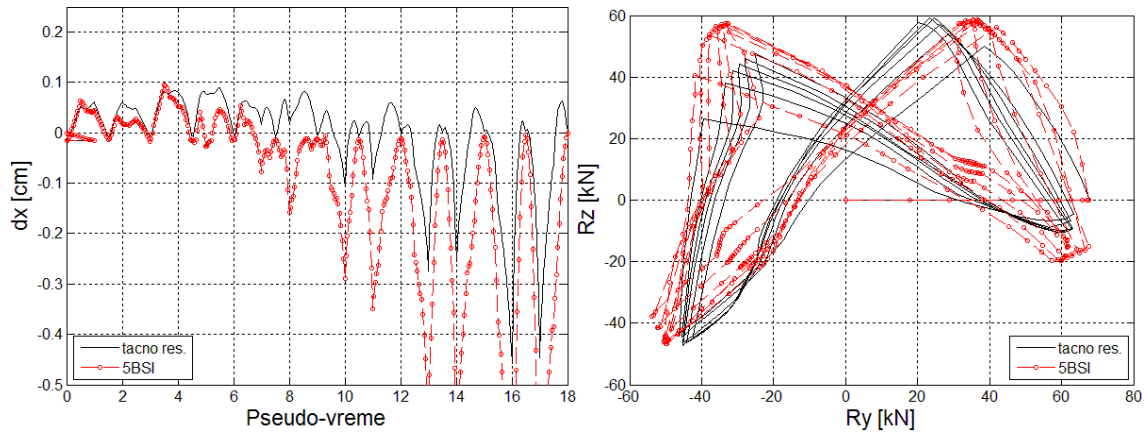 0.2
0.1
0
-0.1
-0.2
-0.3
-0.4
-0.5
dx [cm]
0 2 4 6 8 10 12 14 16 18
Pseudo-vreme
tacno res.
5BSI
60
40
20
0
-20
-40
-60
Rz [kN]
-60 -40 -20 0 20 40 60 80
Ry [kN]
tacno res.
5BSI